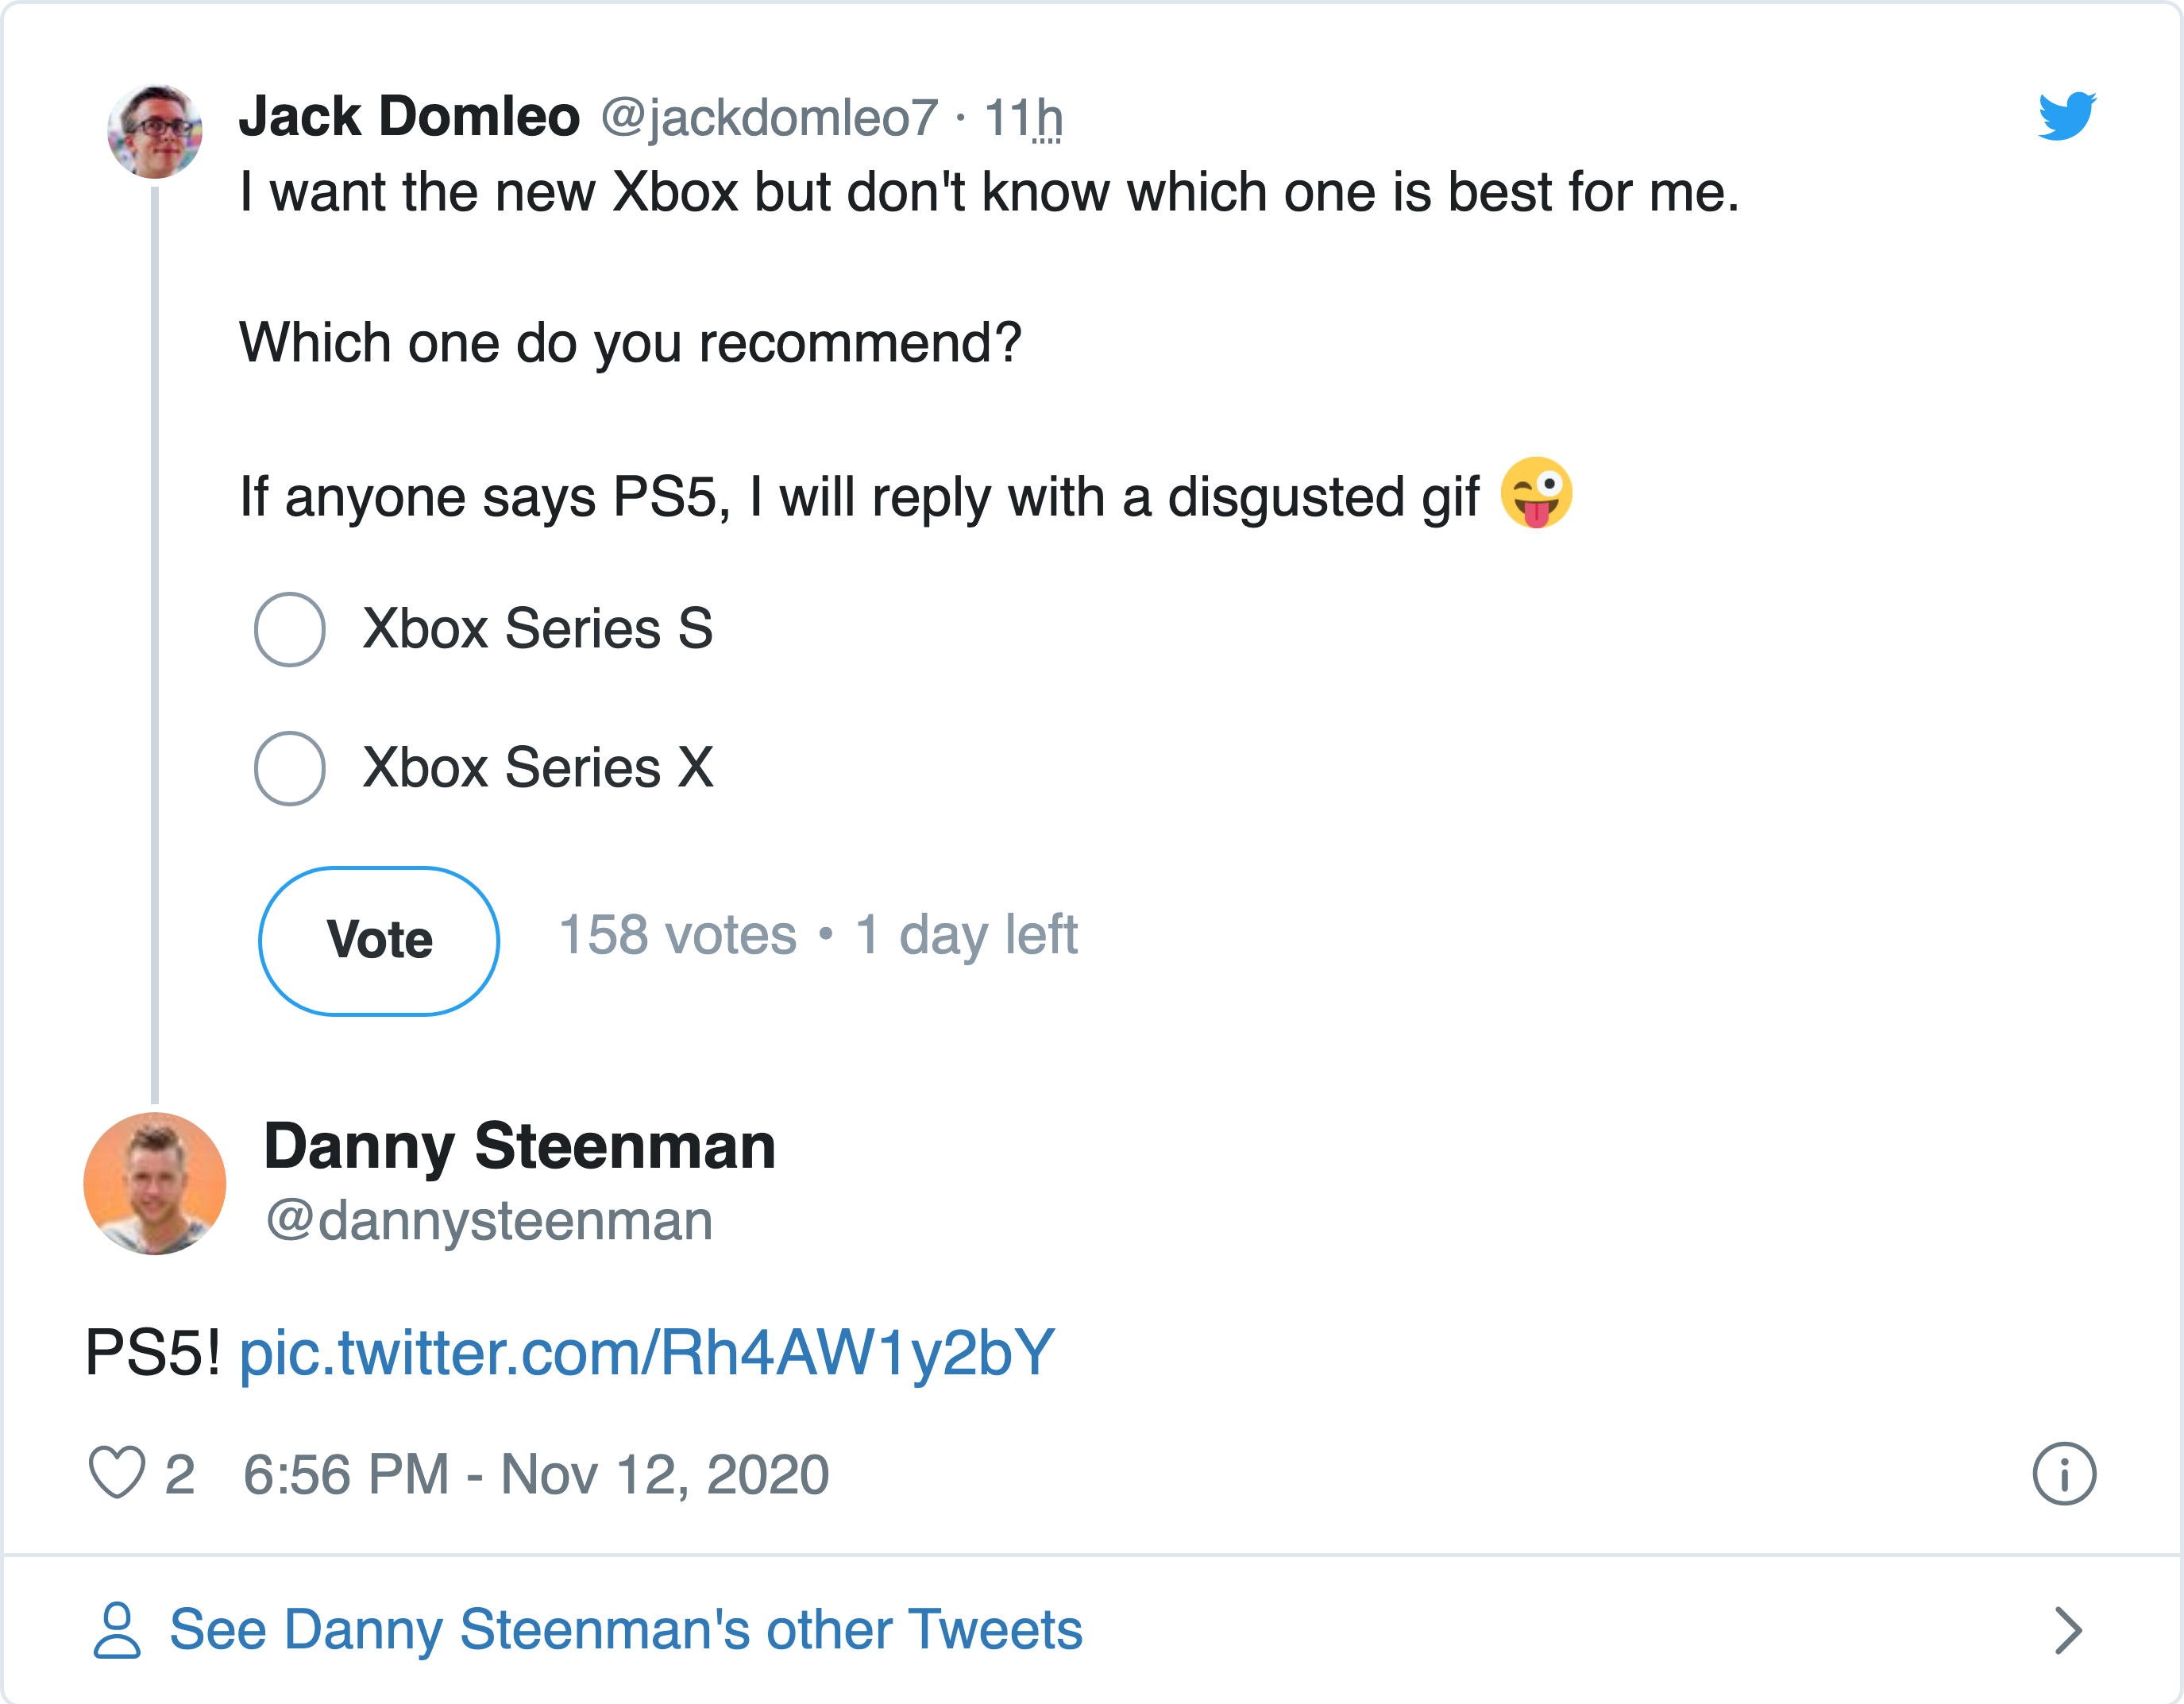 Jack Domleo @jackdomleo7 · 11h
I want the new Xbox but don't know which one is best for me.
Which one do you recommend?
If anyone says PS5, I will reply with a disgusted gif 😜
Xbox Series S
Xbox Series X
Vote 158 votes • 1 day left
Danny Steenman
@dannysteenman
PS5! pic.twitter.com/Rh4AW1y2bY
2 6:56 PM - Nov 12, 2020
See Danny Steenman's other Tweets